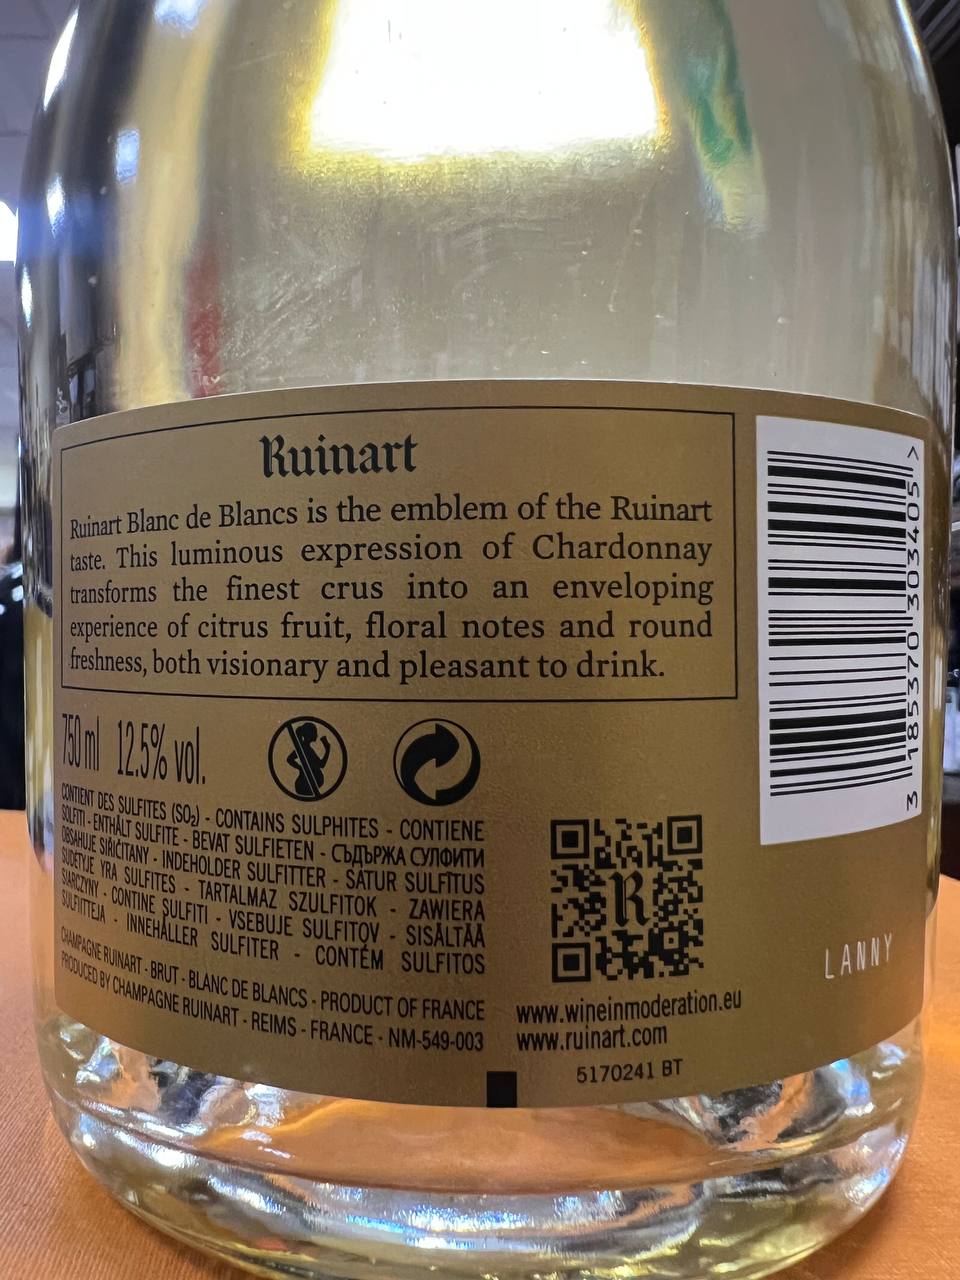 Ruinart
Ruinart Blanc de Blancs is the emblem of the Ruinart
taste. This luminous expression of Chardonnay
transforms the finest crus into an enveloping
experience of citrus fruit, floral notes and round
freshness, both visionary and pleasant to drink.
750 ml 12.5% vol.
CONTIENT DES SULFITES (SO₂) - CONTAINS SULPHITES - CONTIENE
SOLFITI - ENTHÄLT SULFITE - BEVAT SULFIETEN - СЪДЪРЖА СУЛФИТИ
OBSAHUJE SIŘIČITANY - INDEHOLDER SULFITTER - SATUR SULFĪTUS
SUDĖTYJE YRA SULFITES - TARTALMAZ SZULFITOK - ZAWIERA
SIARCZYNY - CONTINE SULFITI - VSEBUJE SULFITOV - SISÄLTÄÄ
SULFIITTEJA - INNEHÅLLER SULFITER - CONTÉM SULFITOS
CHAMPAGNE RUINART - BRUT - BLANC DE BLANCS - PRODUCT OF FRANCE
PRODUCED BY CHAMPAGNE RUINART - REIMS - FRANCE - NM-549-003
R
www.wineinmoderation.eu
www.ruinart.com
5170241 BT
3 185370 303405 >
LANNY